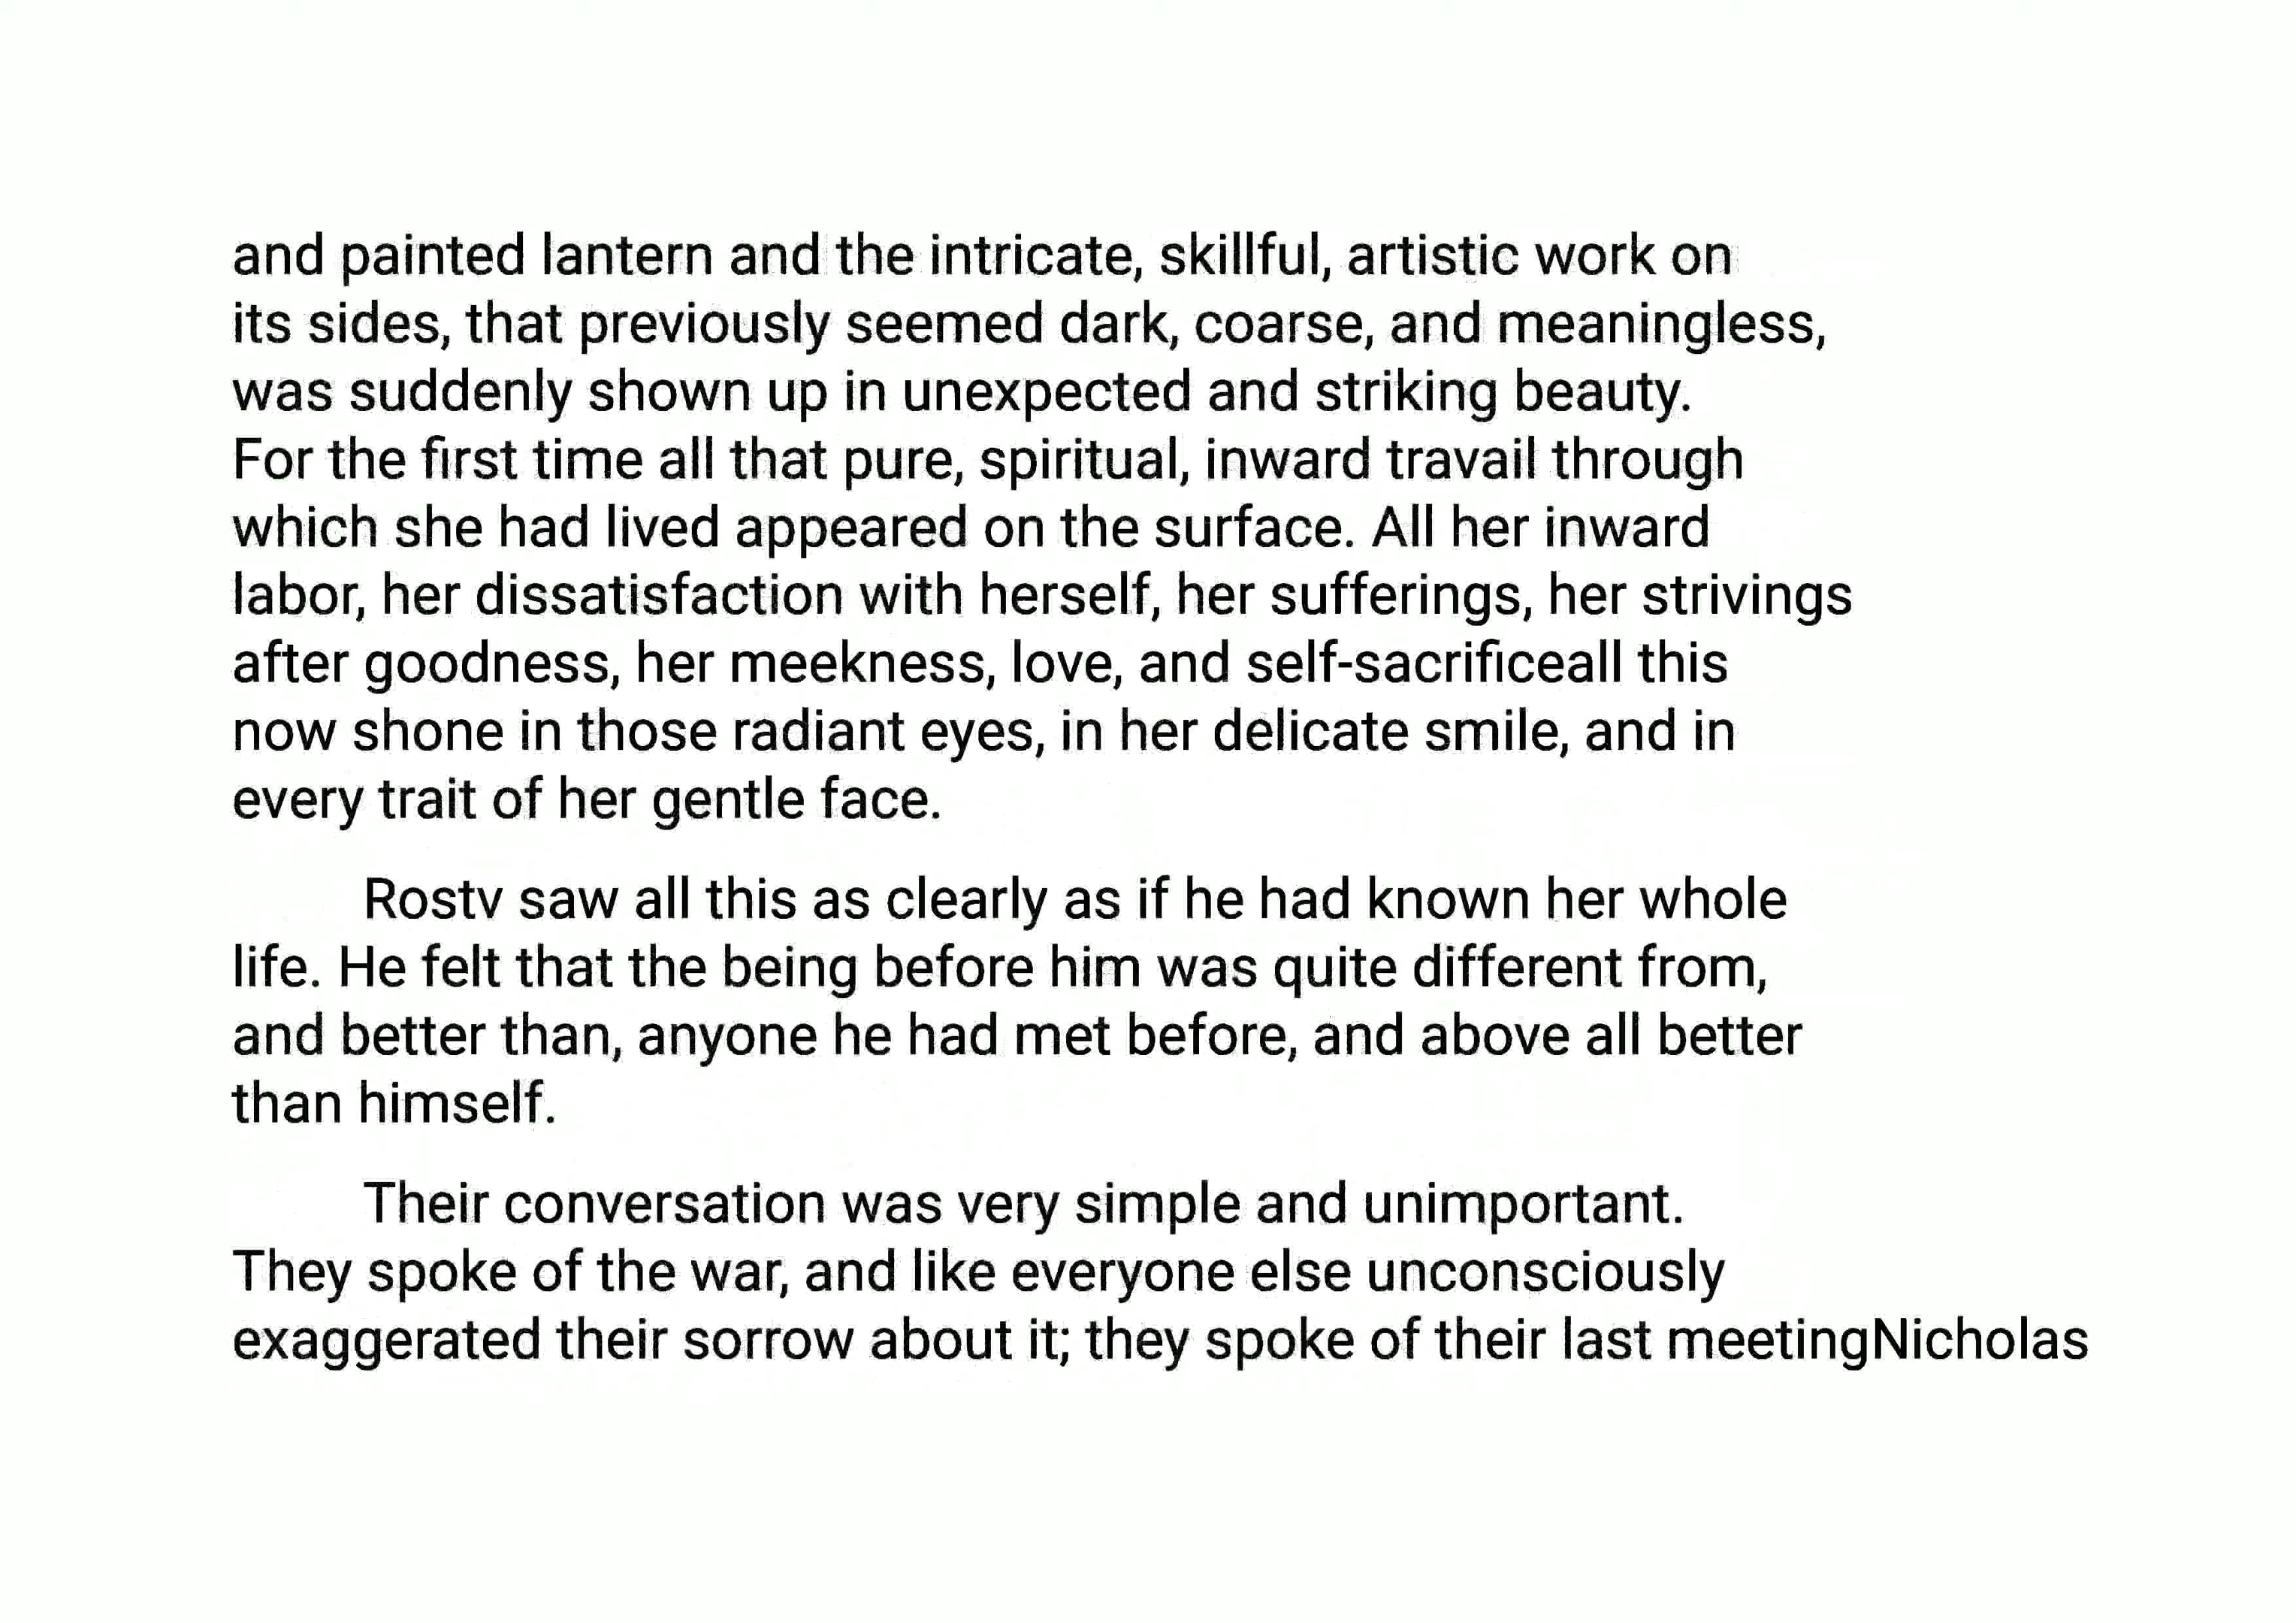 and painted lantern and the intricate, skillful, artistic work on
its sides, that previously seemed dark, coarse, and meaningless,
was suddenly shown up in unexpected and striking beauty.
For the first time all that pure, spiritual, inward travail through
which she had lived appeared on the surface. All her inward
labor, her dissatisfaction with herself, her sufferings, her strivings
after goodness, her meekness, love, and self-sacrificeall this
now shone in those radiant eyes, in her delicate smile, and in
every trait of her gentle face.
Rostv saw all this as clearly as if he had known her whole
life. He felt that the being before him was quite different from,
and better than, anyone he had met before, and above all better
than himself.
Their conversation was very simple and unimportant.
They spoke of the war, and like everyone else unconsciously
exaggerated their sorrow about it; they spoke of their last meetingNicholas